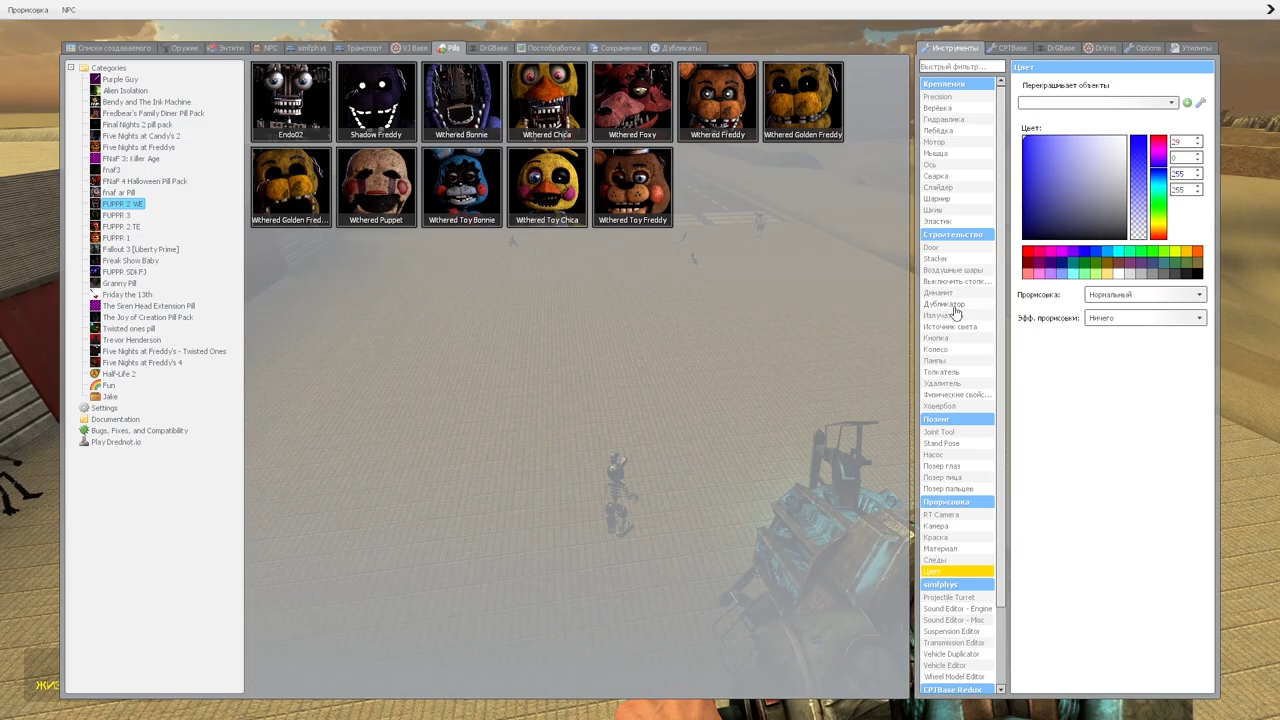 Прорисовка NPC
Списки создаваемого Оружие Энтити NPC simfphys Транспорт VJ Base Pills DrGBase Постобработка Сохранения Дубликаты
Categories
Purple Guy
Alien Isolation
Bendy and The Ink Machine
Fredbear's Family Diner Pill Pack
Final Nights 2 pill pack
Five Nights at Candy's 2
Five Nights at Freddys
FNaF 3: Killer Age
fnaf3
FNaF 4 Halloween Pill Pack
fnaf ar Pill
FUPPR 2 WE
FUPPR 3
FUPPR 2 TE
FUPPR 1
Fallout 3 [Liberty Prime]
Freak Show Baby
FUPPR SDLFJ
Granny Pill
Friday the 13th
The Siren Head Extension Pill
The Joy of Creation Pill Pack
Twisted ones pill
Trevor Henderson
Five Nights at Freddy's - Twisted Ones
Five Nights at Freddy's 4
Half-Life 2
Fun
Jake
Settings
Documentation
Bugs, Fixes, and Compatibility
Play Drednot.io
Endo02 Shadow Freddy Withered Bonnie Withered Chica Withered Foxy Withered Freddy Withered Golden Freddy
Withered Golden Fred... Withered Puppet Withered Toy Bonnie Withered Toy Chica Withered Toy Freddy
Инструменты CPTBase DrGBase DrVrej Options Утилиты
Быстрый фильтр...
Крепления
Precision
Верёвка
Гидравлика
Лебёдка
Мотор
Мышца
Ось
Сварка
Слайдер
Шарнир
Шкив
Эластик
Строительство
Door
Stacker
Воздушные шары
Выключить столк...
Динамит
Дубликатор
Источник света
Кнопка
Колесо
Лампы
Толкатель
Удалитель
Физические свойс...
Ховербол
Позинг
Joint Tool
Stand Pose
Насос
Позер глаз
Позер лица
Позер пальцев
Прорисовка
RT Camera
Камера
Краска
Материал
Следы
Цвет
simfphys
Projectile Turret
Sound Editor - Engine
Sound Editor - Misc
Suspension Editor
Transmission Editor
Vehicle Duplicator
Vehicle Editor
Wheel Model Editor
CPTBase Redux
Цвет
Перекрашивает объекты
Цвет:
29
0
255
255
Прорисовка: Нормальный
Эфф. прорисовки: Ничего